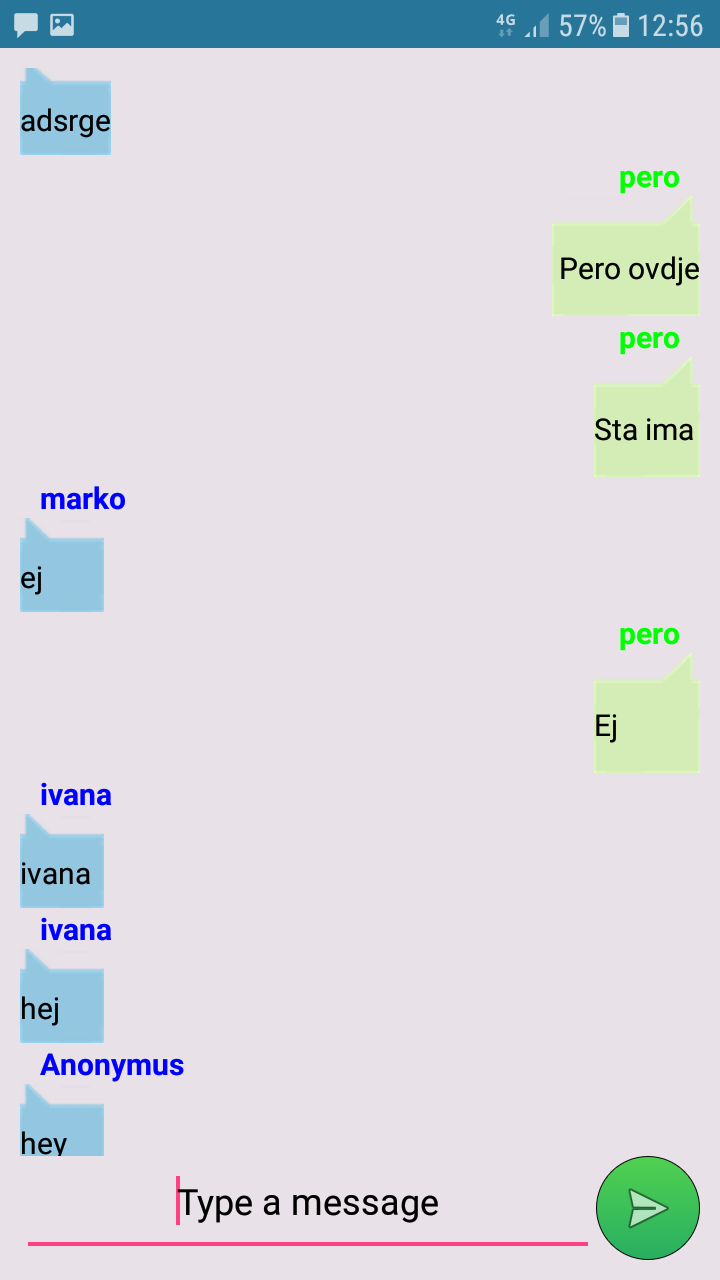 4G 57% 12:56
adsrge
pero
Pero ovdje
pero
Sta ima
marko
ej
pero
Ej
ivana
ivana
ivana
hej
Anonymus
hey
Type a message